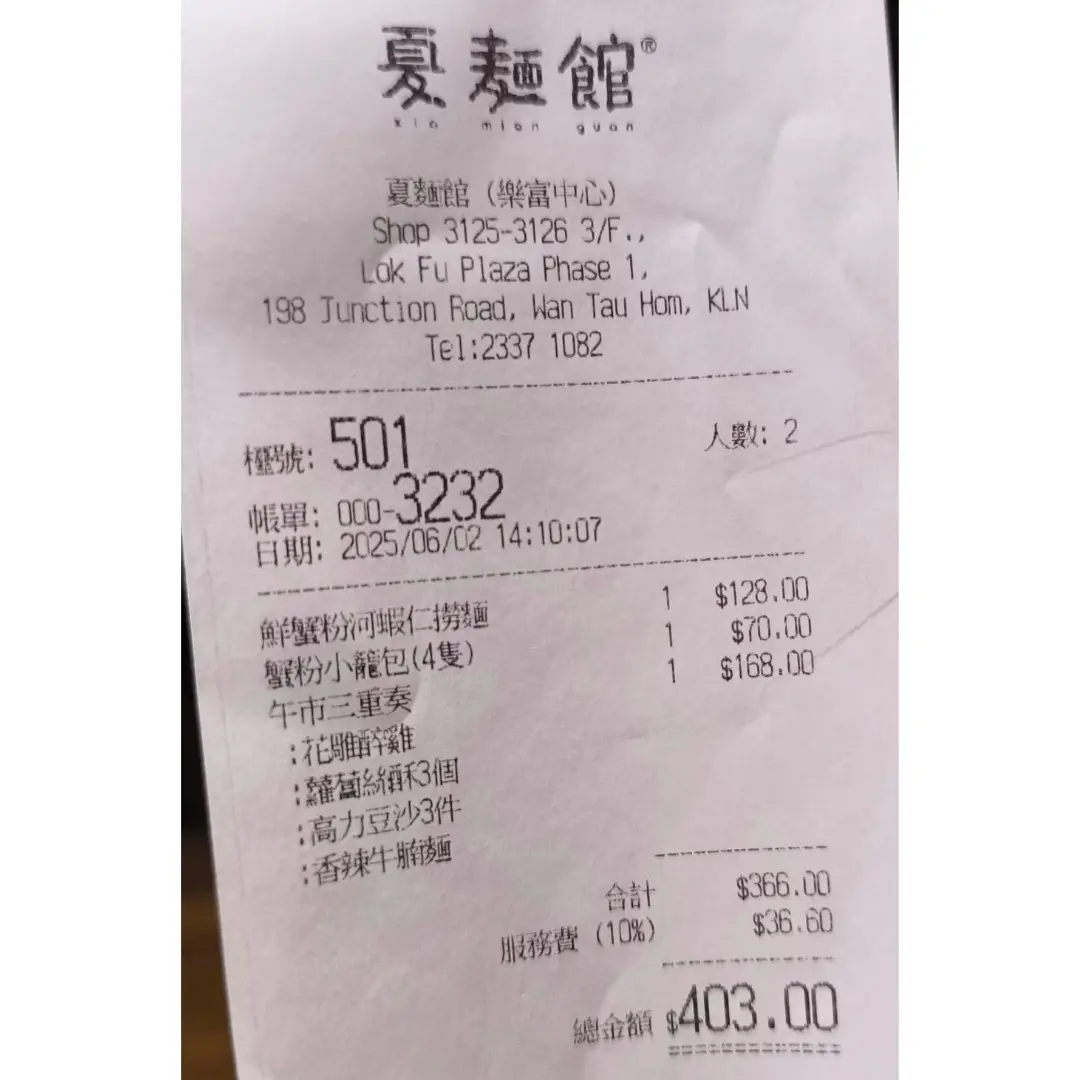 夏麵館®
xia mian guan
夏麵館 (樂富中心)
Shop 3125-3126 3/F.,
Lok Fu Plaza Phase 1,
198 Junction Road, Wan Tau Hom, KLN
Tel:2337 1082
檯號: 501 人數: 2
帳單: 000-3232
日期: 2025/06/02 14:10:07
鮮蟹粉河蝦仁撈麵 1 $128.00
蟹粉小籠包(4隻) 1 $70.00
午市三重奏 1 $168.00
:花雕醉雞
:蘿蔔絲酥3個
:高力豆沙3件
:香辣牛腩麵
合計 $366.00
服務費 (10%) $36.60
總金額 $403.00